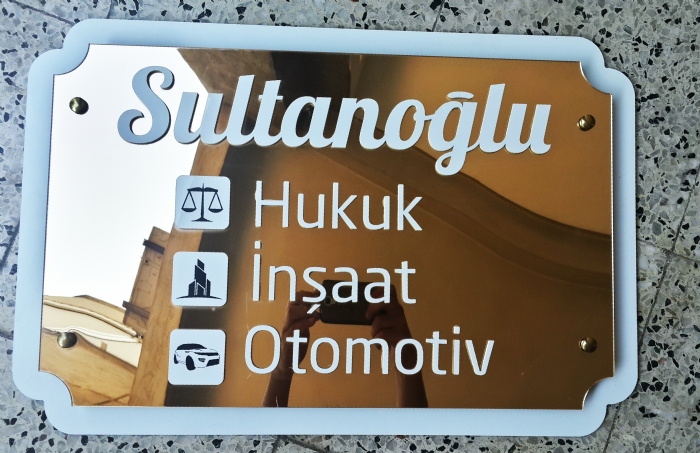 Sultanoğlu
Hukuk
İnşaat
Otomotiv